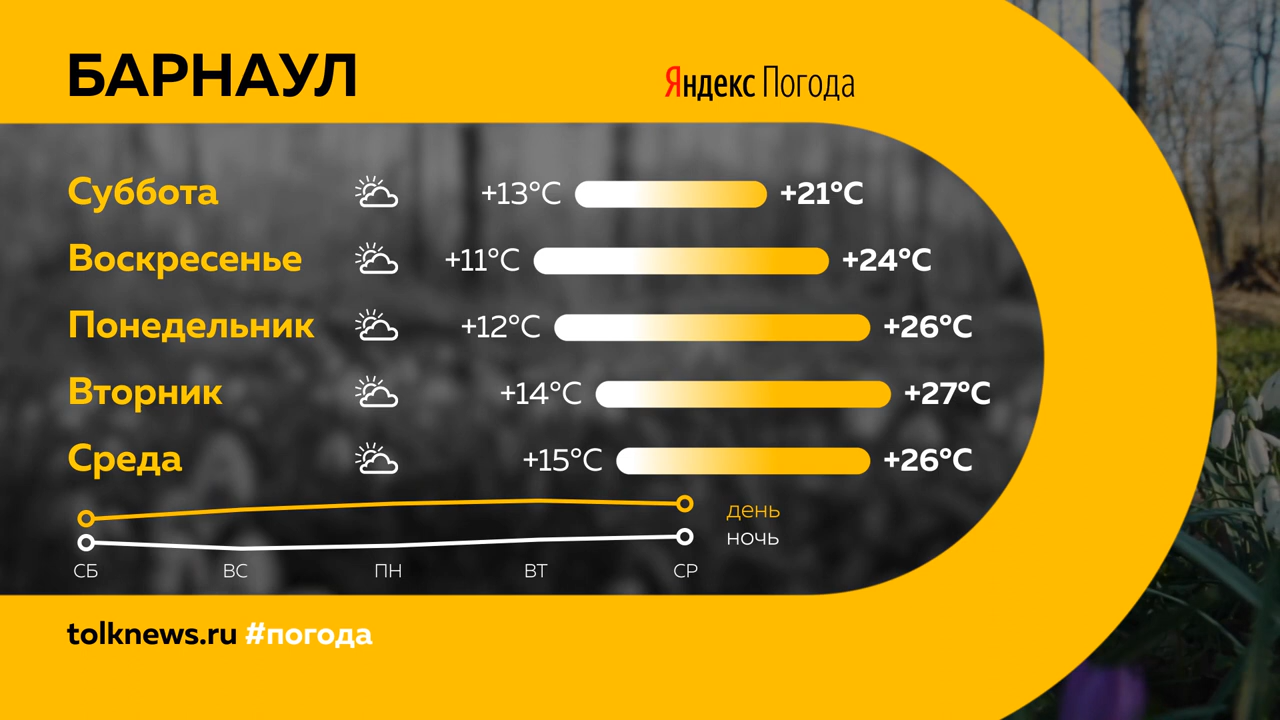 БАРНАУЛ
Яндекс Погода
Суббота +13°C +21°C
Воскресенье +11°C +24°C
Понедельник +12°C +26°C
Вторник +14°C +27°C
Среда +15°C +26°C
день
ночь
СБ ВС ПН ВТ СР
tolknews.ru #погода